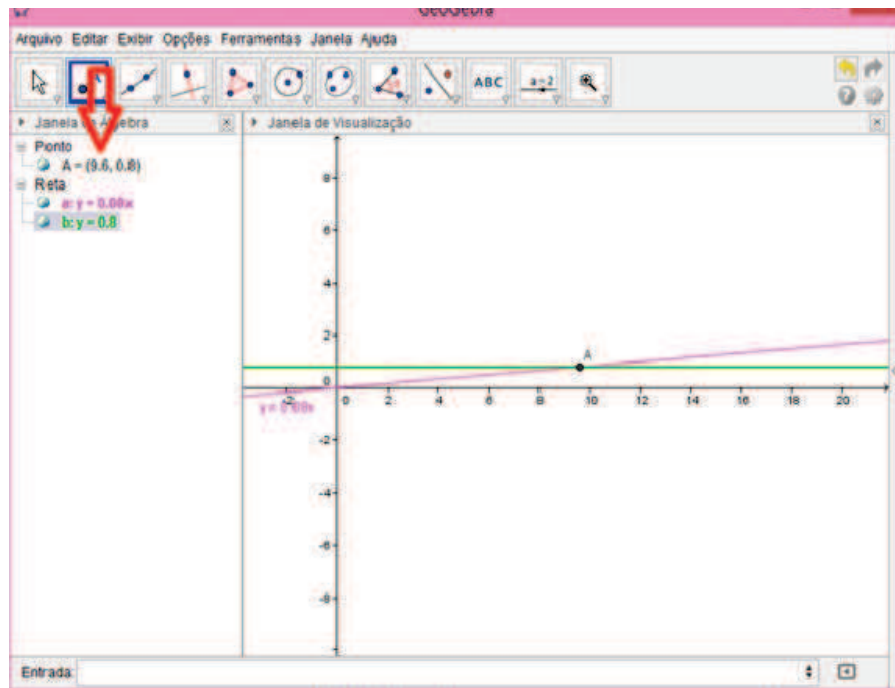 GeoGebra
Arquivo Editar Exibir Opções Ferramentas Janela Ajuda
ABC a=2
Janela de Álgebra Janela de Visualização
Ponto
A = (9.6, 0.8)
Reta
a: y = 0.08x
b: y = 0.8
8
6
4
2
0
-2 0 2 4 6 8 10 12 14 16 18 20
A
y = 0.08x
-2
-4
-6
-8
Entrada: